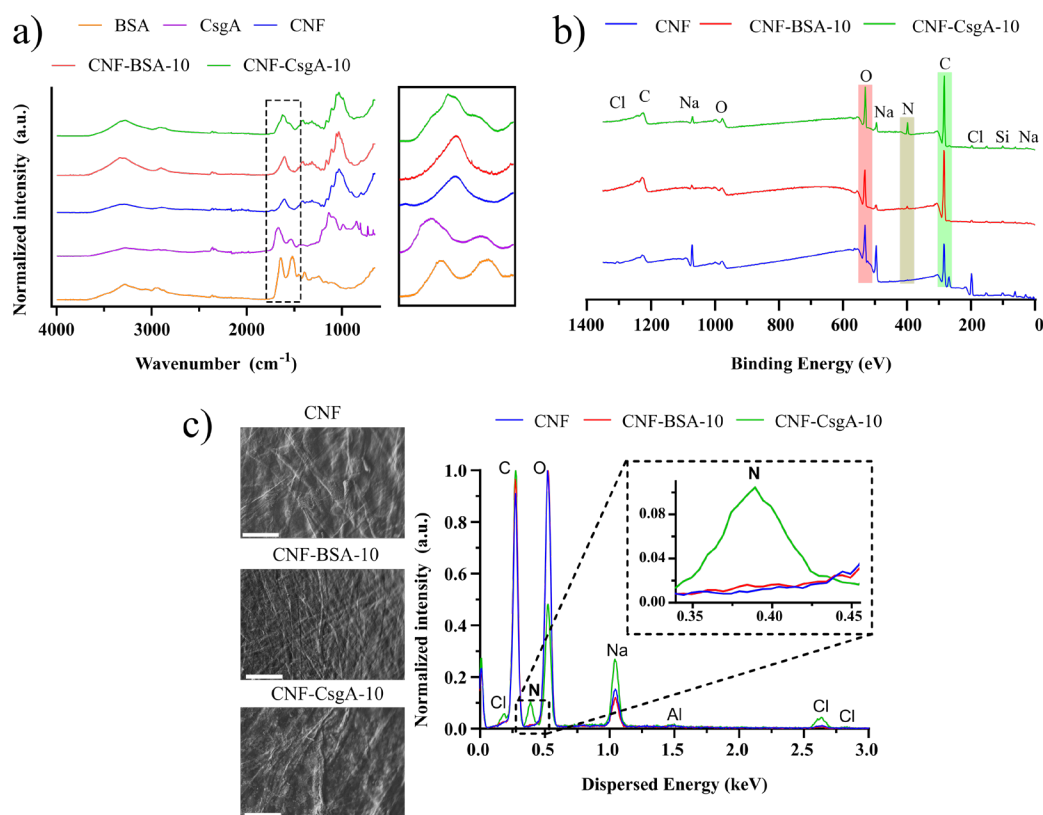 a)
BSA CsgA CNF
CNF-BSA-10 CNF-CsgA-10
Normalized intensity (a.u.)
4000 3000 2000 1000
Wavenumber (cm-1)
b)
CNF CNF-BSA-10 CNF-CsgA-10
Cl C Na O O Na N C Cl Si Na
1400 1200 1000 800 600 400 200 0
Binding Energy (eV)
c)
CNF
CNF-BSA-10
CNF-CsgA-10
CNF CNF-BSA-10 CNF-CsgA-10
Normalized intensity (a.u.)
1.0
0.8
0.6
0.4
0.2
0.0
C O
Cl N Na Al Cl Cl
0.0 0.5 1.0 1.5 2.0 2.5 3.0
Dispersed Energy (keV)
N
0.12
0.08
0.04
0.00
0.35 0.40 0.45